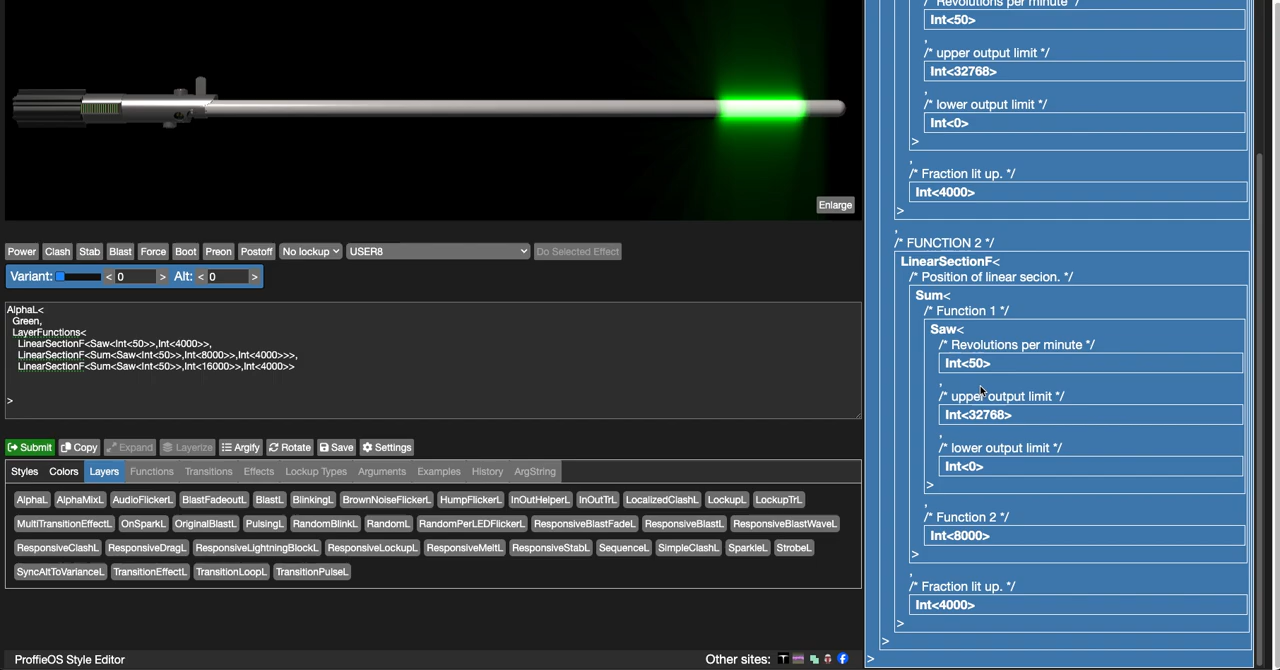 Enlarge
Power Clash Stab Blast Force Boot Preon Postoff No lockup USER8 Do Selected Effect
Variant: < 0 > Alt: < 0 >
AlphaL<
Green,
LayerFunctions<
LinearSectionF<Saw<Int<50>>,Int<4000>>,
LinearSectionF<Sum<Saw<Int<50>>,Int<8000>>,Int<4000>>>,
LinearSectionF<Sum<Saw<Int<50>>,Int<16000>>,Int<4000>>
>
Submit Copy Expand Layerize Argify Rotate Save Settings
Styles Colors Layers Functions Transitions Effects Lockup Types Arguments Examples History ArgString
AlphaL AlphaMixL AudioFlickerL BlastFadeoutL BlastL BlinkingL BrownNoiseFlickerL HumpFlickerL InOutHelperL InOutTrL LocalizedClashL LockupL LockupTrL
MultiTransitionEffectL OnSparkL OriginalBlastL PulsingL RandomBlinkL RandomL RandomPerLEDFlickerL ResponsiveBlastFadeL ResponsiveBlastL ResponsiveBlastWaveL
ResponsiveClashL ResponsiveDragL ResponsiveLightningBlockL ResponsiveLockupL ResponsiveMeltL ResponsiveStabL SequenceL SimpleClashL SparkleL StrobeL
SyncAltToVarianceL TransitionEffectL TransitionLoopL TransitionPulseL
ProffieOS Style Editor
Other sites:
/* Revolutions per minute */
Int<50>
,
/* upper output limit */
Int<32768>
,
/* lower output limit */
Int<0>
>
,
/* Fraction lit up. */
Int<4000>
>
,
/* FUNCTION 2 */
LinearSectionF<
/* Position of linear secion. */
Sum<
/* Function 1 */
Saw<
/* Revolutions per minute */
Int<50>
,
/* upper output limit */
Int<32768>
,
/* lower output limit */
Int<0>
>
,
/* Function 2 */
Int<8000>
>
,
/* Fraction lit up. */
Int<4000>
>
>
>